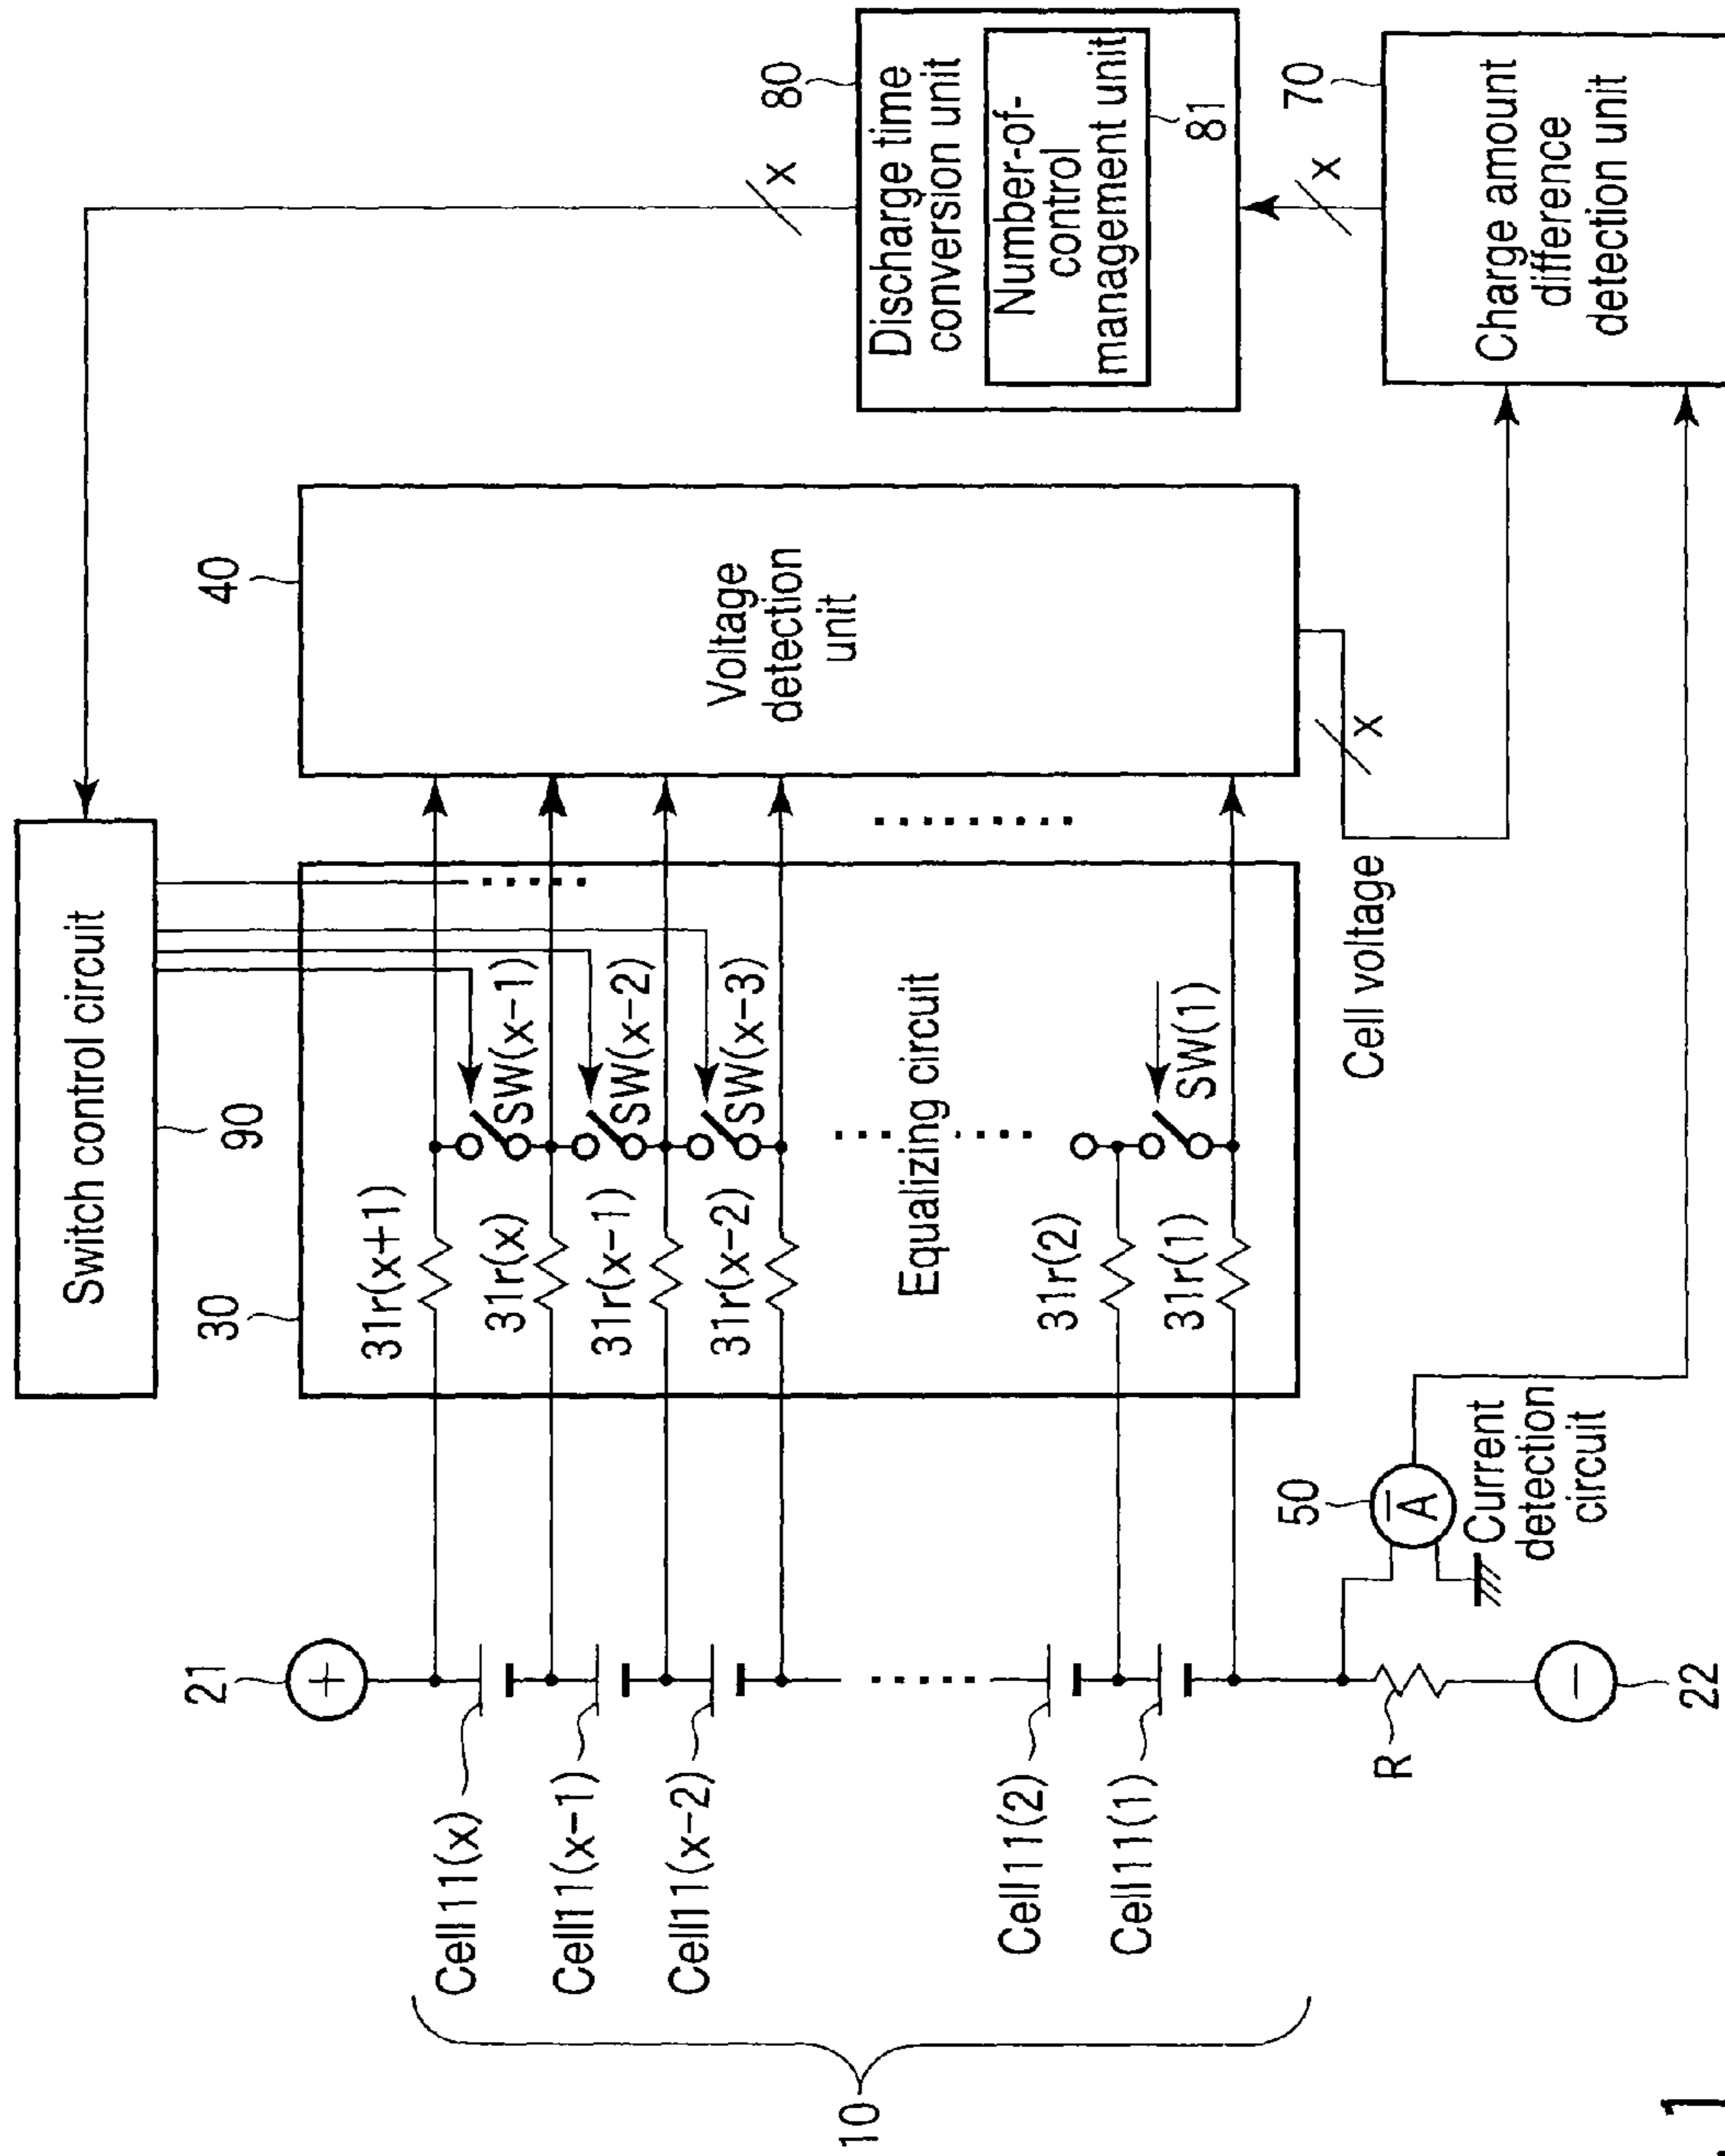 Switch control circuit
90
30
31r(x+1)
31r(x)
31r(x-1)
31r(x-2)
31r(2)
31r(1)
SW(x-1)
SW(x-2)
SW(x-3)
SW(1)
Equalizing circuit
40
Voltage
detection
unit
x
Cell voltage
80
Discharge time
conversion unit
Number-of-
control
management unit
81
x
x
70
Charge amount
difference
detection unit
21
+
Cell11(x)
Cell11(x-1)
Cell11(x-2)
Cell11(2)
Cell11(1)
10
50
A
Current
detection
circuit
R
−
22